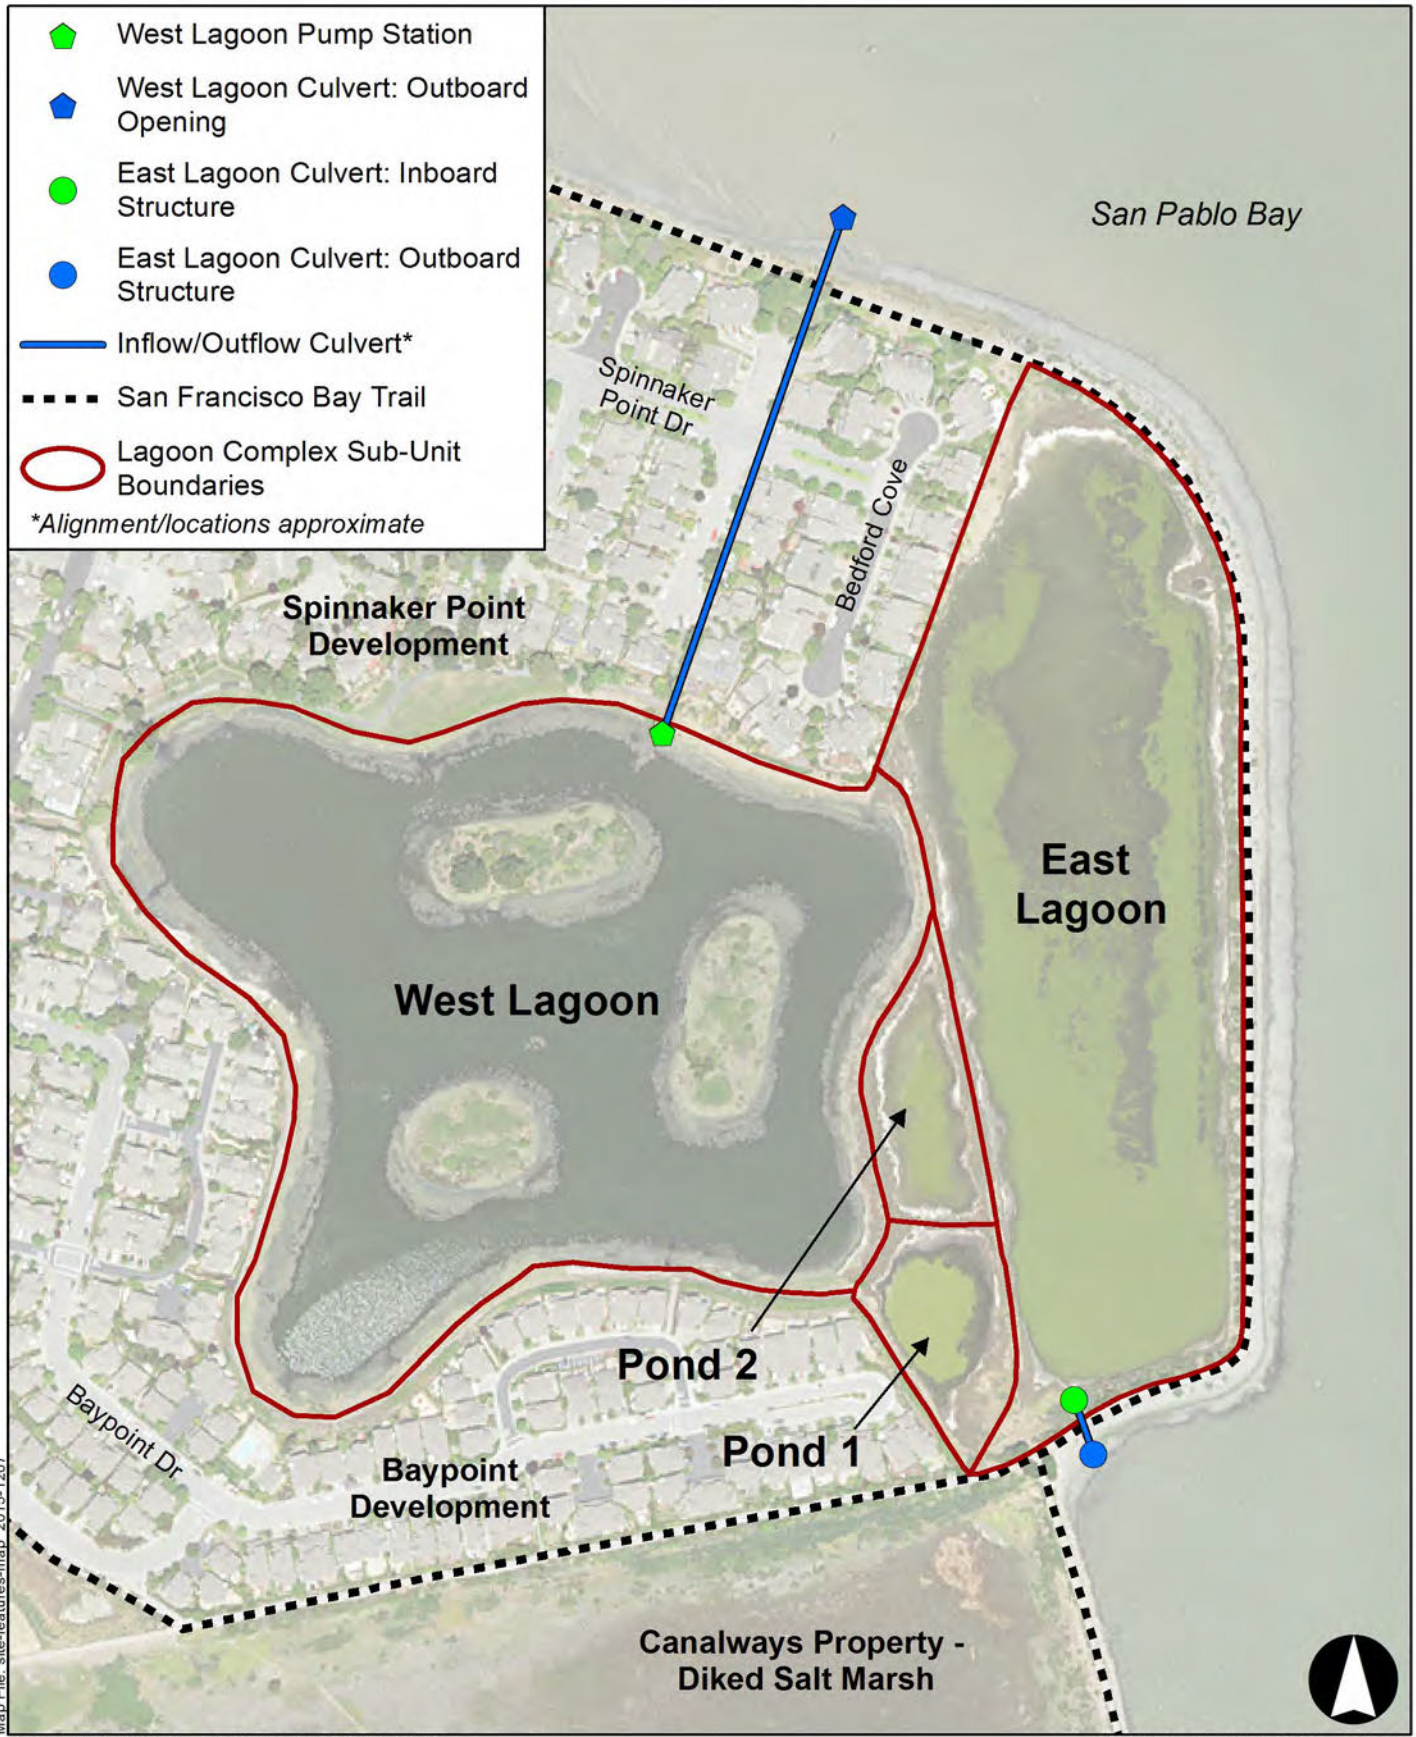 West Lagoon Pump Station
West Lagoon Culvert: Outboard
Opening
East Lagoon Culvert: Inboard
Structure
East Lagoon Culvert: Outboard
Structure
Inflow/Outflow Culvert*
San Francisco Bay Trail
Lagoon Complex Sub-Unit
Boundaries
*Alignment/locations approximate
San Pablo Bay
Spinnaker
Point Dr
Bedford Cove
Spinnaker Point
Development
East
Lagoon
West Lagoon
Pond 2
Pond 1
Baypoint Dr
Baypoint
Development
Canalways Property -
Diked Salt Marsh